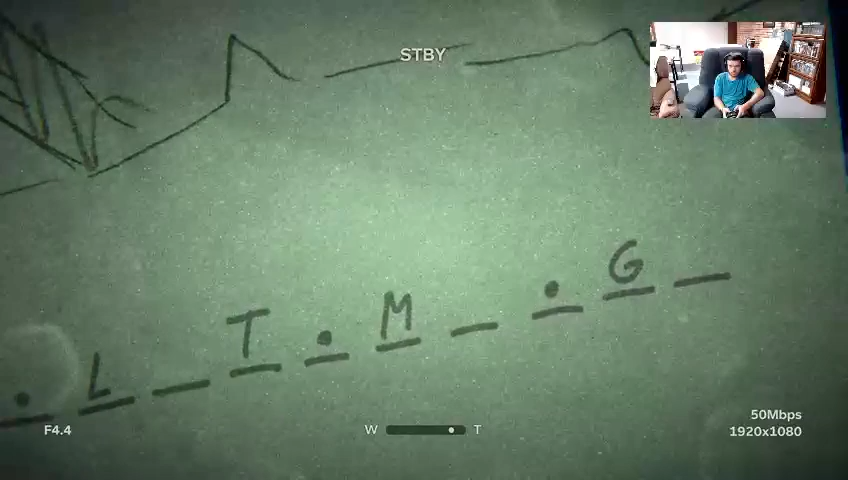 STBY
. L _ T . M _ . G _
F4.4
W T
50Mbps
1920x1080